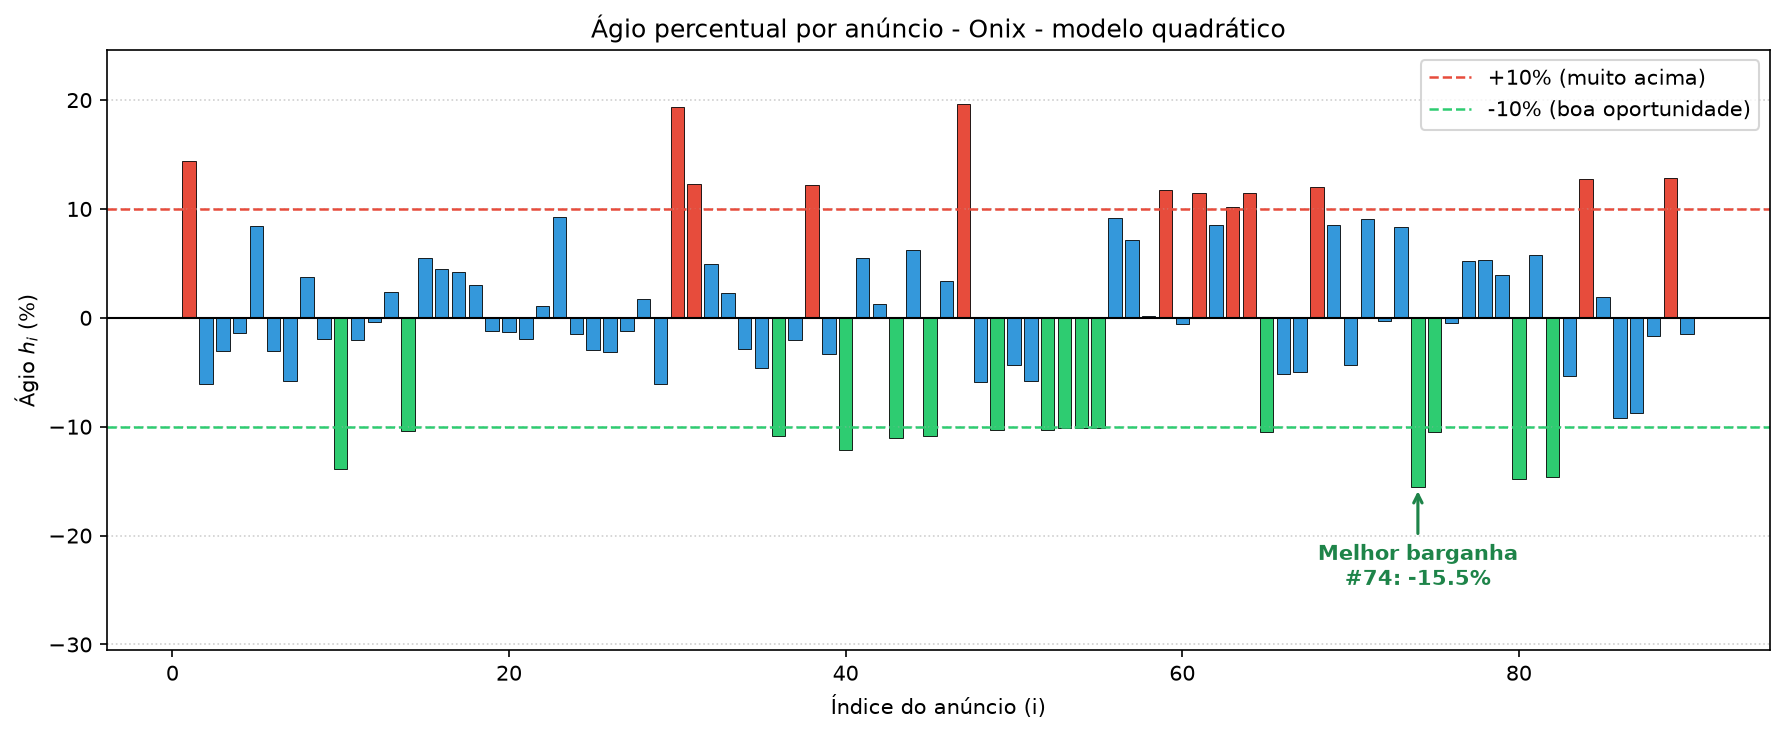 Ágio percentual por anúncio - Onix - modelo quadrático
+10% (muito acima)
-10% (boa oportunidade)
Ágio hᵢ (%)
20
10
0
−10
−20
−30
Melhor barganha
#74: -15.5%
0 20 40 60 80
Índice do anúncio (i)